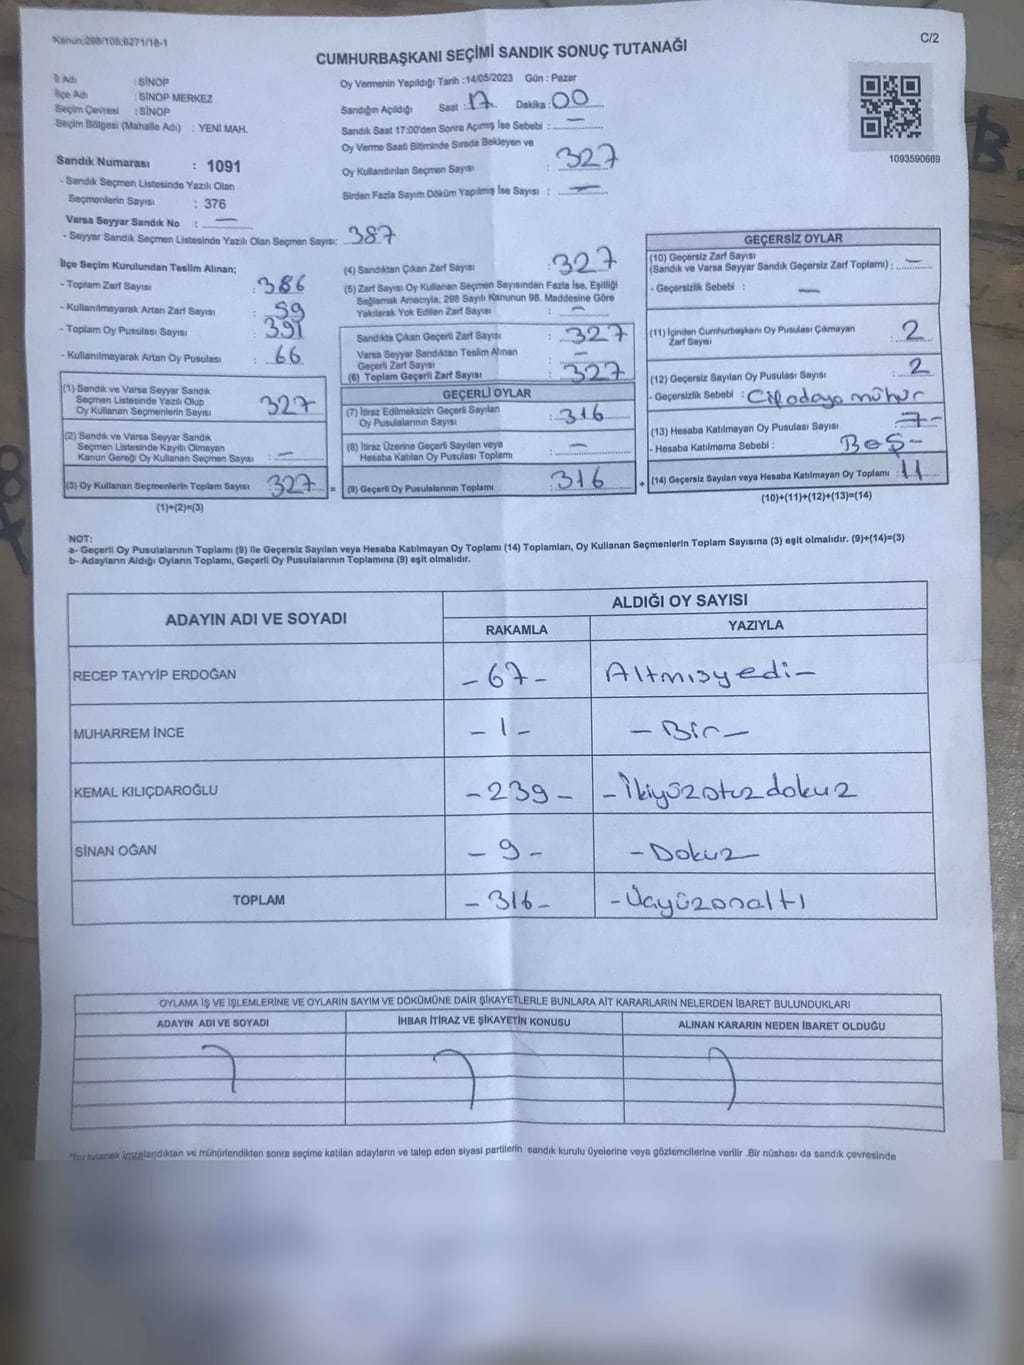 Kanun;298/105;6271/18-1
C/2
CUMHURBAŞKANI SEÇİMİ SANDIK SONUÇ TUTANAĞI
İl Adı : SİNOP
İlçe Adı : SİNOP MERKEZ
Seçim Çevresi : SİNOP
Seçim Bölgesi (Mahalle Adı) : YENİ MAH.
Sandık Numarası : 1091
- Sandık Seçmen Listesinde Yazılı Olan
Seçmenlerin Sayısı : 376
Varsa Seyyar Sandık No : —
- Seyyar Sandık Seçmen Listesinde Yazılı Olan Seçmen Sayısı: 387
Oy Vermenin Yapıldığı Tarih :14/05/2023 Gün : Pazar
Sandığın Açıldığı Saat : 17 Dakika : 00
Sandık Saat 17:00'den Sonra Açımış İse Sebebi : —
Oy Verme Saati Bitiminde Sırada Bekleyen ve
Oy Kullandırılan Seçmen Sayısı : 327
Birden Fazla Sayım Döküm Yapılmış İse Sayısı : —
1093590669
İlçe Seçim Kurulundan Teslim Alınan;
- Toplam Zarf Sayısı : 386
- Kullanılmayarak Artan Zarf Sayısı : 59
- Toplam Oy Pusulası Sayısı : 391
- Kullanılmayarak Artan Oy Pusulası : 66
(1) Sandık ve Varsa Seyyar Sandık
Seçmen Listesinde Yazılı Olup
Oy Kullanan Seçmenlerin Sayısı : 327
(2) Sandık ve Varsa Seyyar Sandık
Seçmen Listesinde Kayıtlı Olmayan
Kanun Gereği Oy Kullanan Seçmen Sayısı : —
(3) Oy Kullanan Seçmenlerin Toplam Sayısı : 327 =
(1)+(2)=(3)
(4) Sandıktan Çıkan Zarf Sayısı : 327
(5) Zarf Sayısı Oy Kullanan Seçmen Sayısından Fazla İse, Eşitliği
Sağlamak Amacıyla; 298 Sayılı Kanunun 98. Maddesine Göre
Yakılarak Yok Edilen Zarf Sayısı : —
Sandıkta Çıkan Geçerli Zarf Sayısı : 327
Varsa Seyyar Sandıktan Teslim Alınan
Geçerli Zarf Sayısı : —
(6) Toplam Geçerli Zarf Sayısı : 327
GEÇERLİ OYLAR
(7) İtiraz Edilmeksizin Geçerli Sayılan
Oy Pusulalarının Sayısı : 316
(8) İtiraz Üzerine Geçerli Sayılan veya
Hesaba Katılan Oy Pusulası Toplamı : —
(9) Geçerli Oy Pusulalarının Toplamı : 316 +
GEÇERSİZ OYLAR
(10) Geçersiz Zarf Sayısı
(Sandık ve Varsa Seyyar Sandık Geçersiz Zarf Toplamı) : —
- Geçersizlik Sebebi : —
(11) İçinden Cumhurbaşkanı Oy Pusulası Çıkmayan
Zarf Sayısı : 2
(12) Geçersiz Sayılan Oy Pusulası Sayısı : 2
- Geçersizlik Sebebi : mühür
(13) Hesaba Katılmayan Oy Pusulası Sayısı : 7-
- Hesaba Katılmama Sebebi : BOŞ-
(14) Geçersiz Sayılan veya Hesaba Katılmayan Oy Toplamı : 11
(10)+(11)+(12)+(13)=(14)
NOT:
a- Geçerli Oy Pusulalarının Toplamı (9) ile Geçersiz Sayılan veya Hesaba Katılmayan Oy Toplamı (14) Toplamları, Oy Kullanan Seçmenlerin Toplam Sayısına (3) eşit olmalıdır. (9)+(14)=(3)
b- Adayların Aldığı Oyların Toplamı, Geçerli Oy Pusulalarının Toplamına (9) eşit olmalıdır.
ADAYIN ADI VE SOYADI
ALDIĞI OY SAYISI
RAKAMLA YAZIYLA
RECEP TAYYİP ERDOĞAN -67- Altmışyedi-
MUHARREM İNCE -1- -Bir-
KEMAL KILIÇDAROĞLU -239- -İkiyüzotuzdokuz
SİNAN OĞAN -9- -Dokuz
TOPLAM -316- -Üçyüzonaltı
OYLAMA İŞ VE İŞLEMLERİNE VE OYLARIN SAYIM VE DÖKÜMÜNE DAİR ŞİKAYETLERLE BUNLARA AİT KARARLARIN NELERDEN İBARET BULUNDUKLARI
ADAYIN ADI VE SOYADI İHBAR İTİRAZ VE ŞİKAYETİN KONUSU ALINAN KARARIN NEDEN İBARET OLDUĞU
*bu tutanak imzalandıktan ve mühürlendikten sonra seçime katılan adayların ve talep eden siyasi partilerin sandık kurulu üyelerine veya gözlemcilerine verilir .Bir nüshası da sandık çevresinde